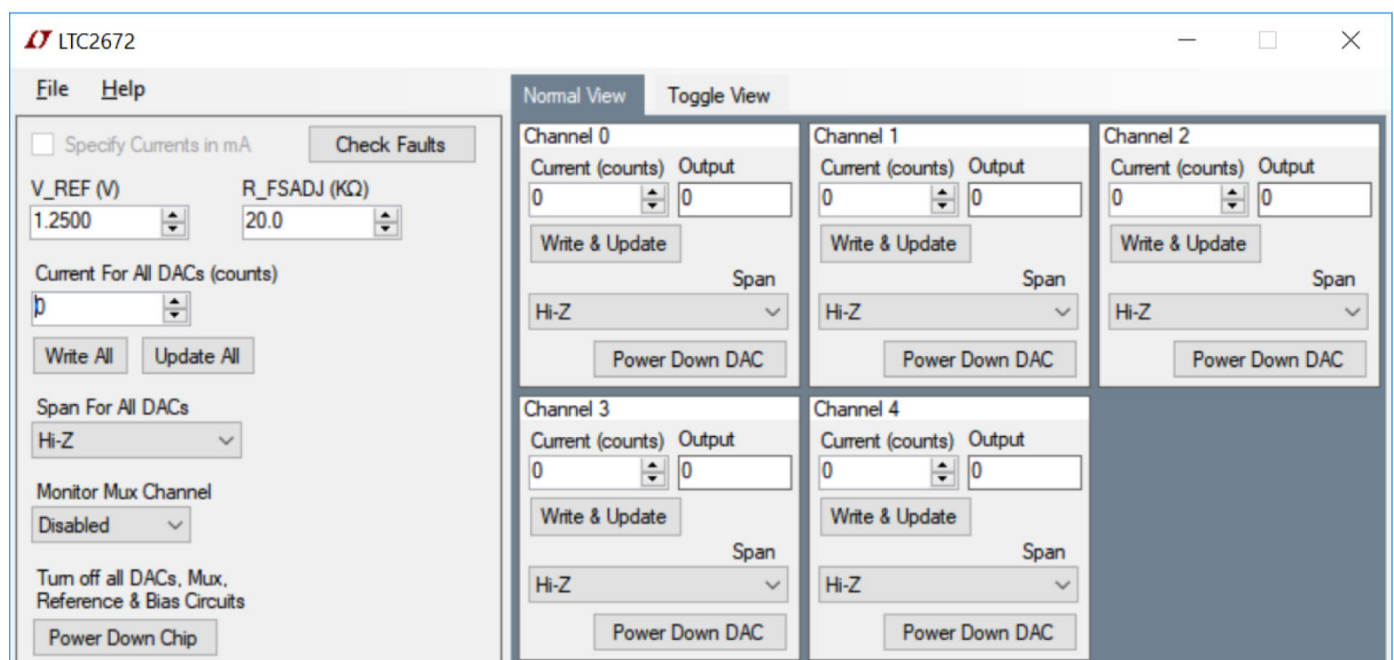 LTC2672
File Help
Normal View Toggle View
Specify Currents in mA Check Faults
V_REF (V) R_FSADJ (KΩ)
1.2500 20.0
Current For All DACs (counts)
0
Write All Update All
Span For All DACs
Hi-Z
Monitor Mux Channel
Disabled
Turn off all DACs, Mux,
Reference & Bias Circuits
Power Down Chip
Channel 0
Current (counts) Output
0 0
Write & Update
Span
Hi-Z
Power Down DAC
Channel 1
Current (counts) Output
0 0
Write & Update
Span
Hi-Z
Power Down DAC
Channel 2
Current (counts) Output
0 0
Write & Update
Span
Hi-Z
Power Down DAC
Channel 3
Current (counts) Output
0 0
Write & Update
Span
Hi-Z
Power Down DAC
Channel 4
Current (counts) Output
0 0
Write & Update
Span
Hi-Z
Power Down DAC